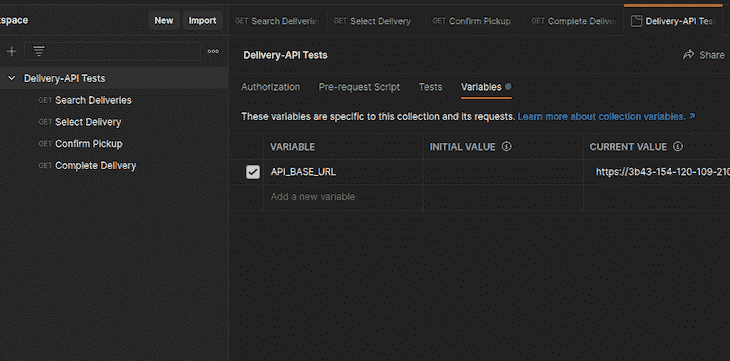 kspace New Import
GET Search Deliveries GET Select Delivery GET Confirm Pickup GET Complete Deliver Delivery-API Tes
Delivery-API Tests
GET Search Deliveries
GET Select Delivery
GET Confirm Pickup
GET Complete Delivery
Delivery-API Tests Share
Authorization Pre-request Script Tests Variables
These variables are specific to this collection and its requests. Learn more about collection variables. ↗
VARIABLE INITIAL VALUE CURRENT VALUE
API_BASE_URL https://3b43-154-120-109-210
Add a new variable